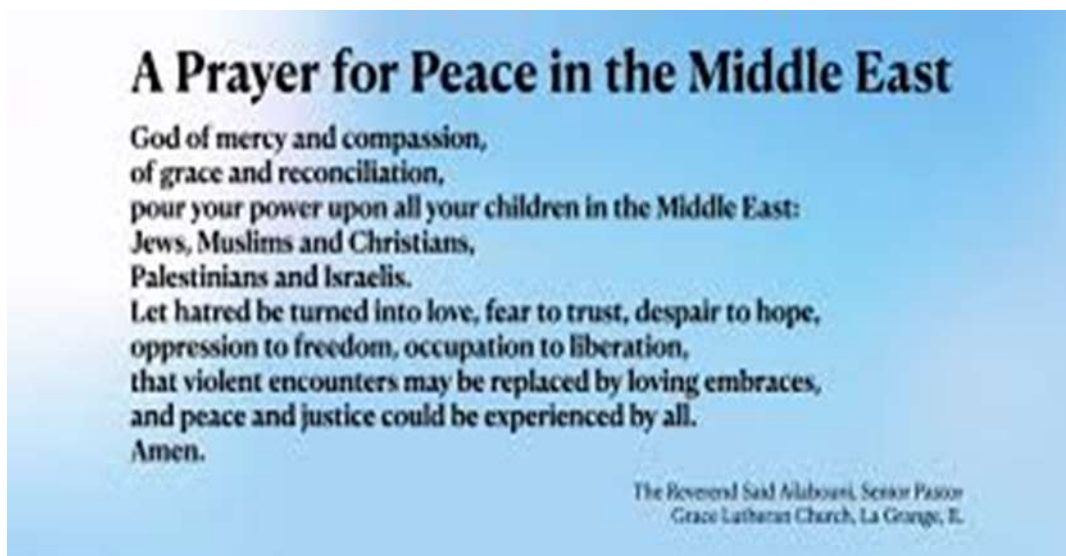 A Prayer for Peace in the Middle East
God of mercy and compassion,
of grace and reconciliation,
pour your power upon all your children in the Middle East:
Jews, Muslims and Christians,
Palestinians and Israelis.
Let hatred be turned into love, fear to trust, despair to hope,
oppression to freedom, occupation to liberation,
that violent encounters may be replaced by loving embraces,
and peace and justice could be experienced by all.
Amen.
The Reverend Said Ailabouni, Senior Pastor
Grace Lutheran Church, La Grange, IL